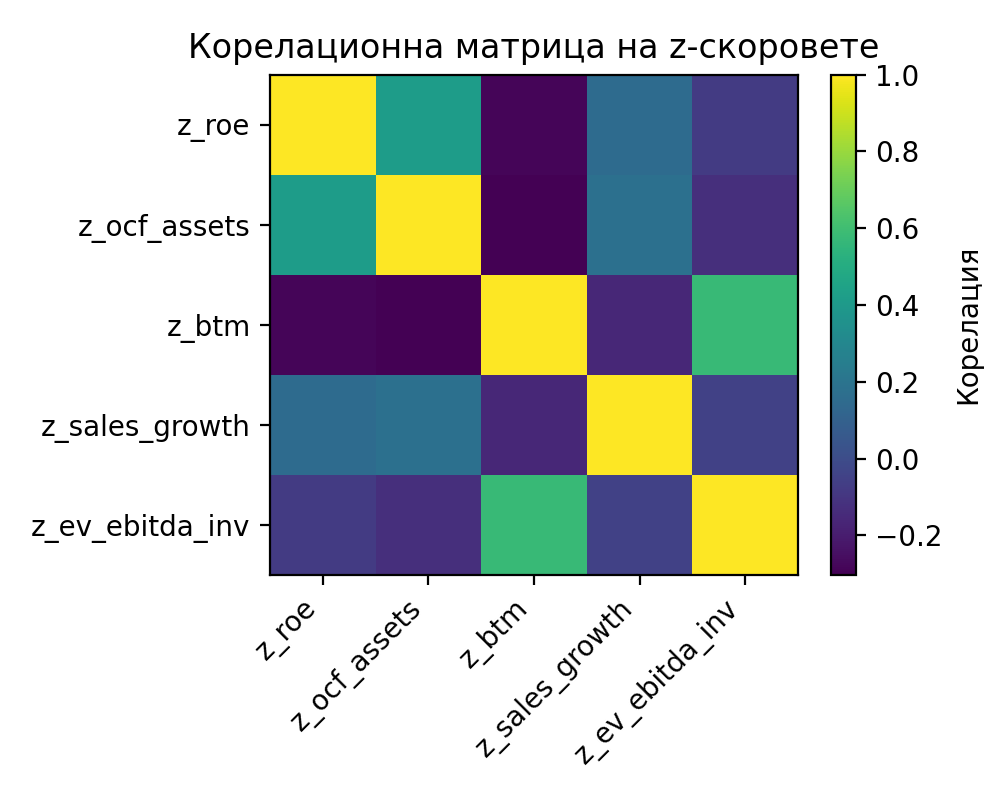 Корелационна матрица на z-скоровете
z_roe
z_ocf_assets
z_btm
z_sales_growth
z_ev_ebitda_inv
z_roe
z_ocf_assets
z_btm
z_sales_growth
z_ev_ebitda_inv
1.0
0.8
0.6
0.4
0.2
0.0
−0.2
Корелация